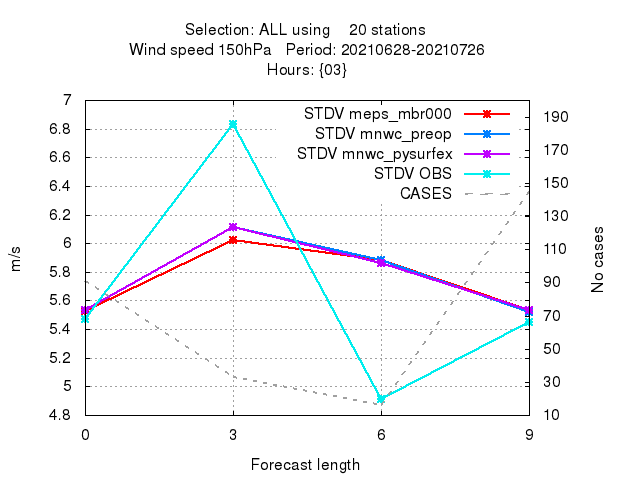 Selection: ALL using    20 stations
Wind speed 150hPa   Period: 20210628-20210726
Hours: {03}
STDV meps_mbr000
STDV mnwc_preop
STDV mnwc_pysurfex
STDV OBS
CASES
7
6.8
6.6
6.4
6.2
6
5.8
5.6
5.4
5.2
5
4.8
m/s
190
170
150
130
110
90
70
50
30
10
No cases
0 3 6 9
Forecast length